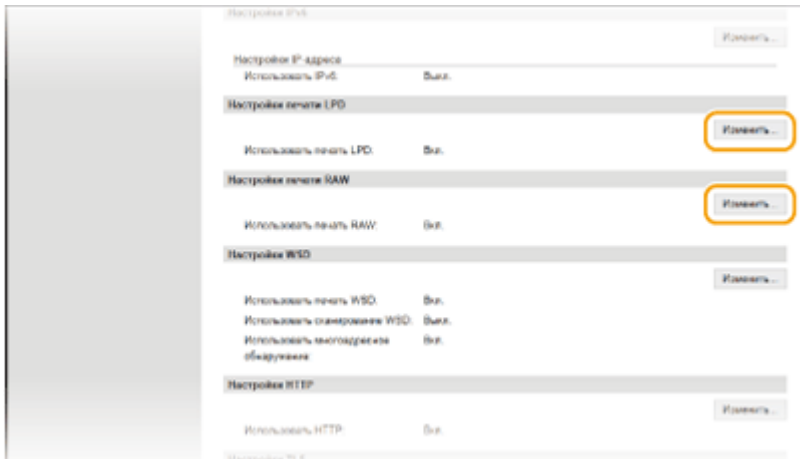 Настройки IPv6
Изменить...
Настройки IP-адреса
Использовать IPv6: Выкл.
Настройки печати LPD
Изменить...
Использовать печать LPD: Вкл.
Настройки печати RAW
Изменить...
Использовать печать RAW: Вкл.
Настройки WSD
Изменить...
Использовать печать WSD: Вкл.
Использовать сканирование WSD: Выкл.
Использовать многоадресное Вкл.
обнаружение:
Настройки HTTP
Изменить...
Использовать HTTP: Вкл.
Настройки TLS